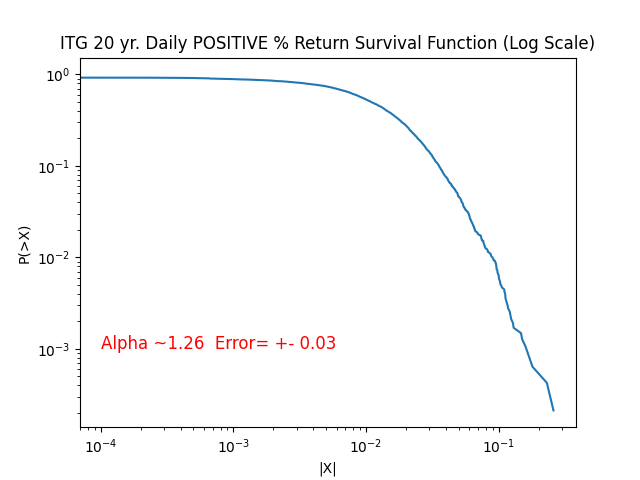 ITG 20 yr. Daily POSITIVE % Return Survival Function (Log Scale)
10⁰
10⁻¹
P(>X)
10⁻²
Alpha ~1.26  Error= +- 0.03
10⁻³
10⁻⁴
10⁻³
10⁻²
10⁻¹
|X|